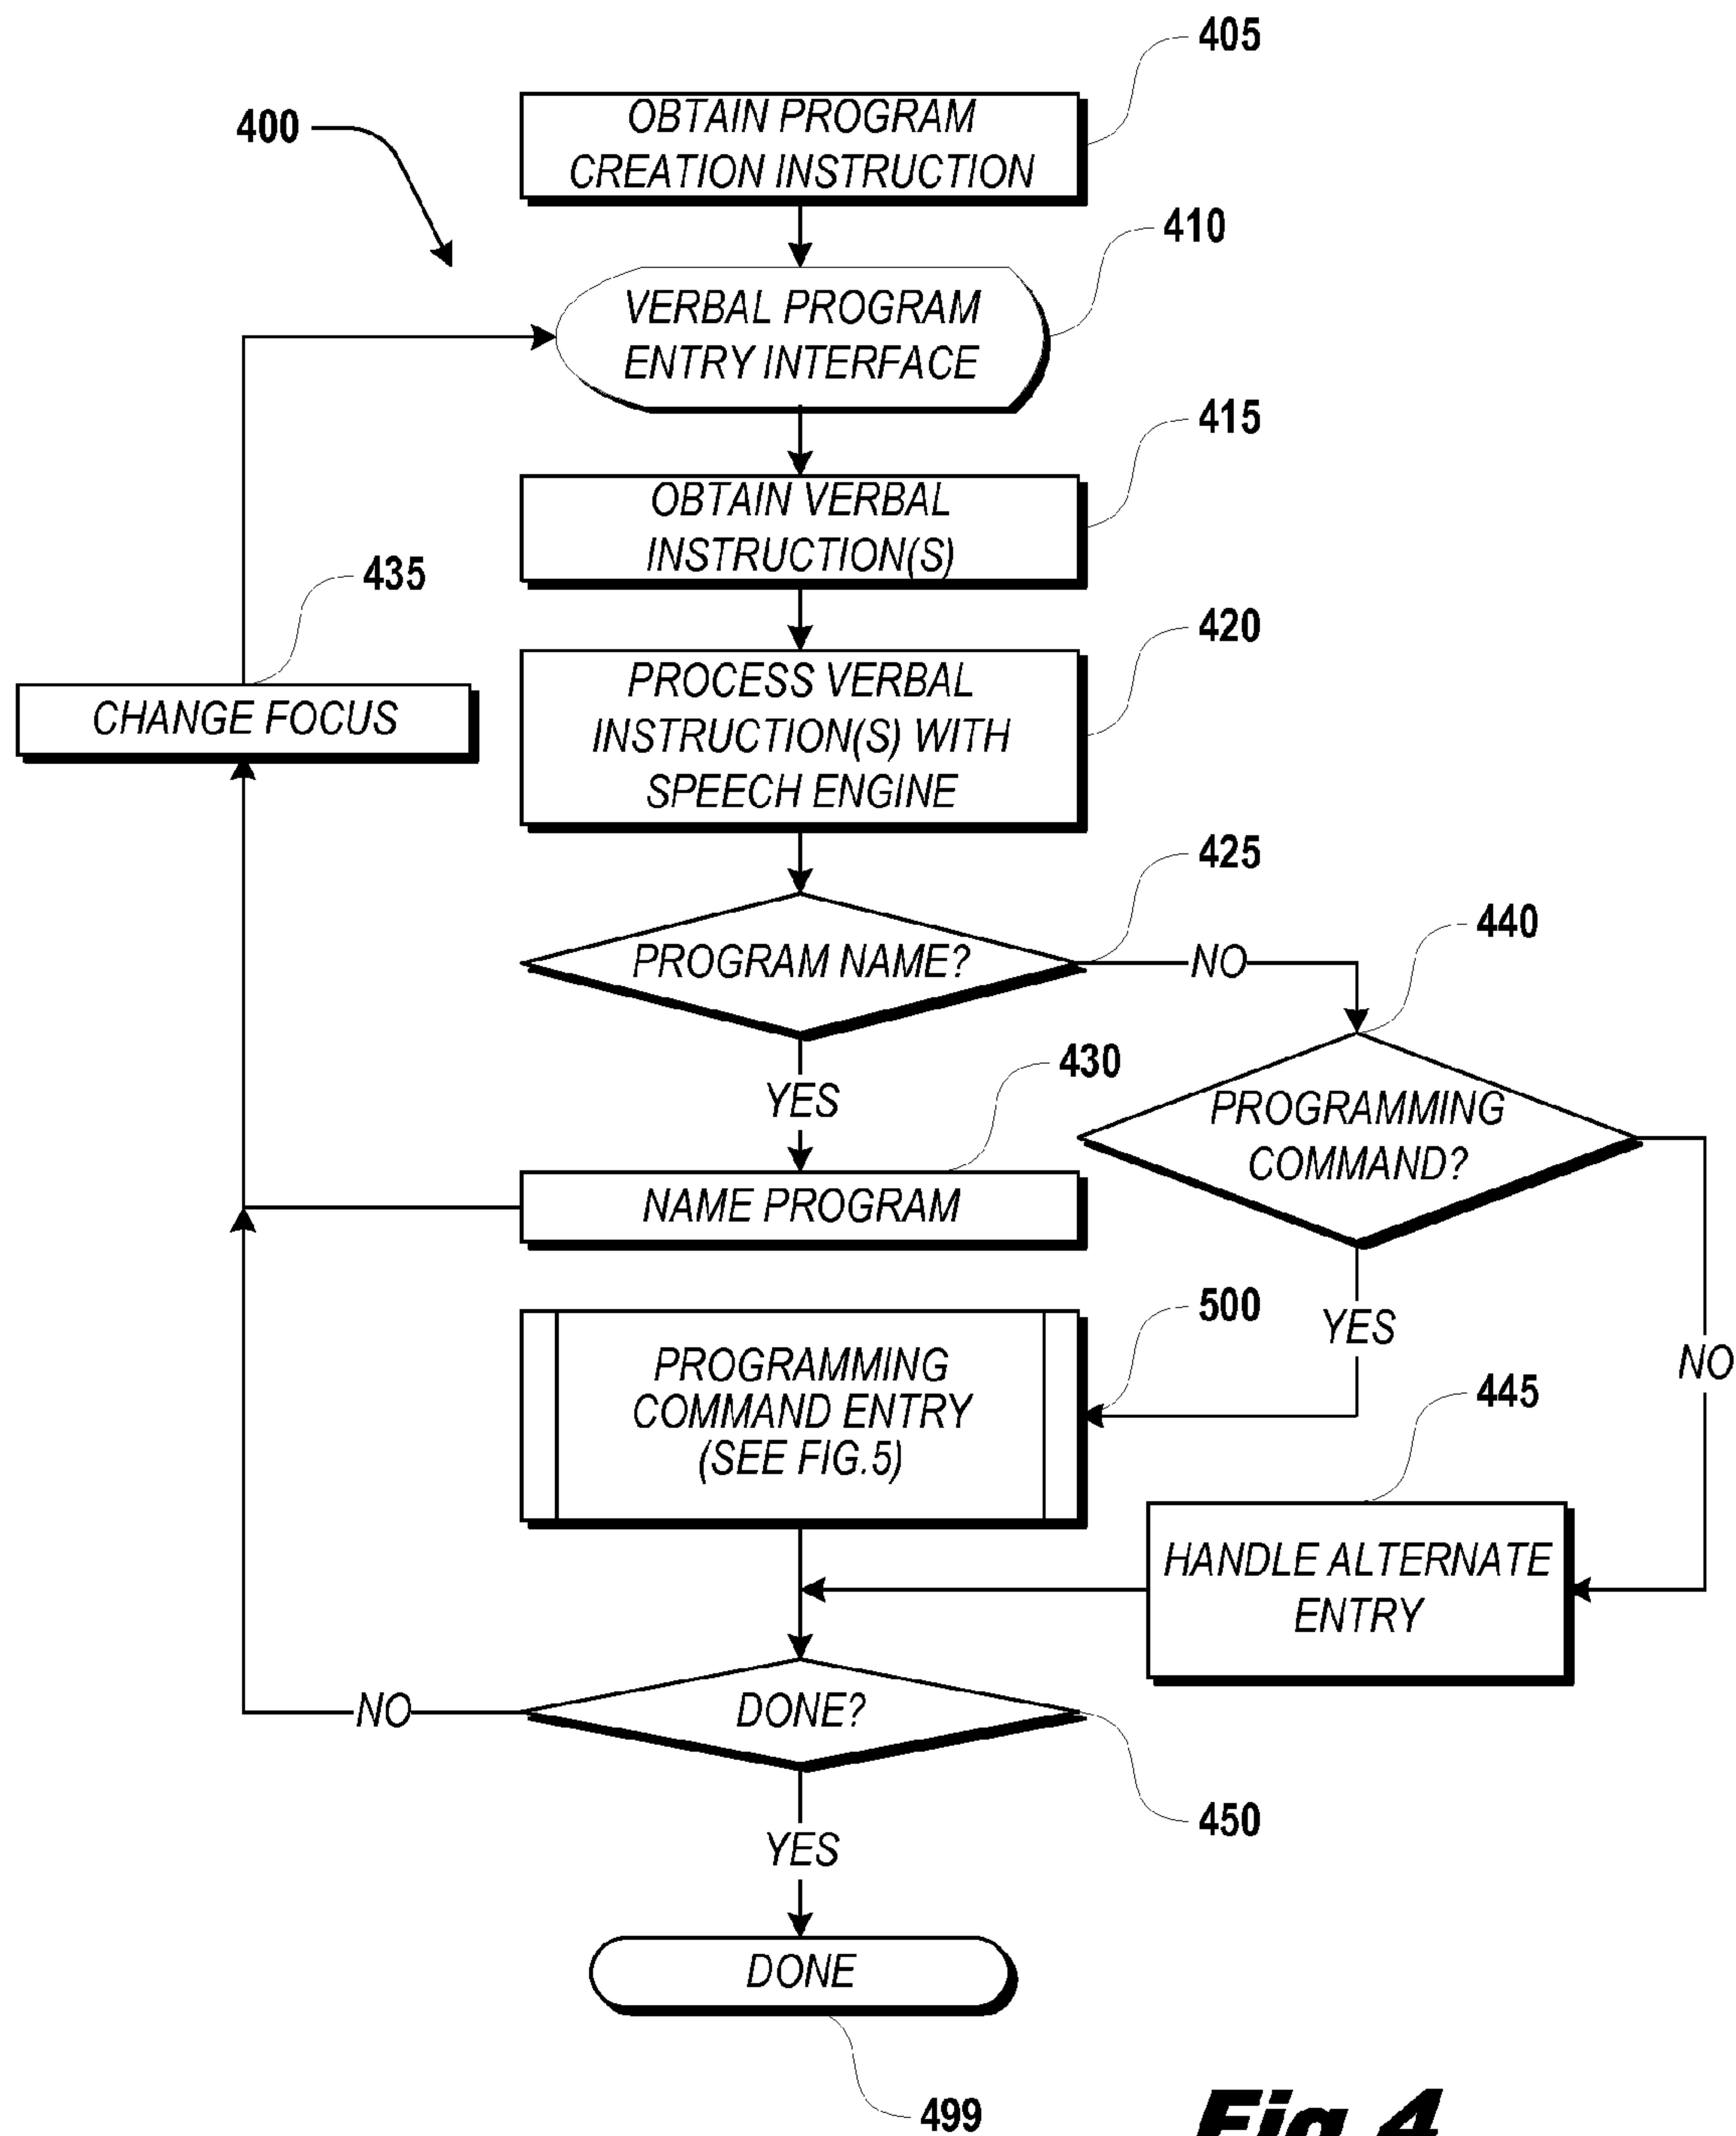 405
OBTAIN PROGRAM
CREATION INSTRUCTION
400
410
VERBAL PROGRAM
ENTRY INTERFACE
415
OBTAIN VERBAL
INSTRUCTION(S)
435
420
CHANGE FOCUS
PROCESS VERBAL
INSTRUCTION(S) WITH
SPEECH ENGINE
425
440
PROGRAM NAME?
NO
430
YES
PROGRAMMING
COMMAND?
NAME PROGRAM
500
YES
NO
PROGRAMMING
COMMAND ENTRY
(SEE FIG.5)
445
HANDLE ALTERNATE
ENTRY
NO
DONE?
450
YES
DONE
499
Fig.4